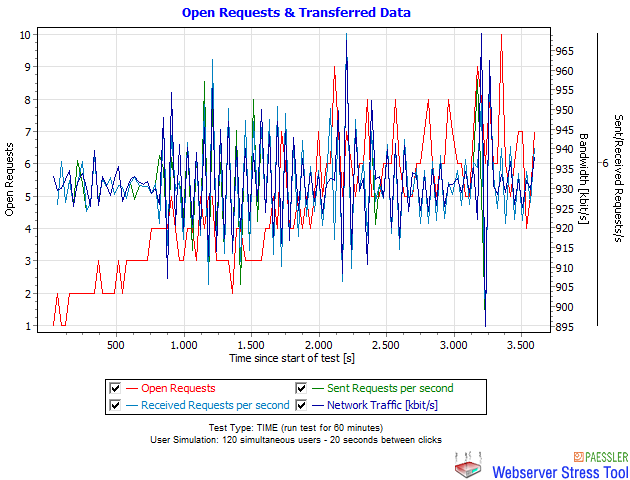 Open Requests & Transferred Data
10
9
8
7
6
5
4
3
2
1
Open Requests
965
960
955
950
945
940
935
930
925
920
915
910
905
900
895
Bandwidth [kbit/s]
6
Sent/Received Requests/s
500 1.000 1.500 2.000 2.500 3.000 3.500
Time since start of test [s]
Open Requests Sent Requests per second
Received Requests per second Network Traffic [kbit/s]
Test Type: TIME (run test for 60 minutes)
User Simulation: 120 simultaneous users - 20 seconds between clicks
PAESSLER
Webserver Stress Tool